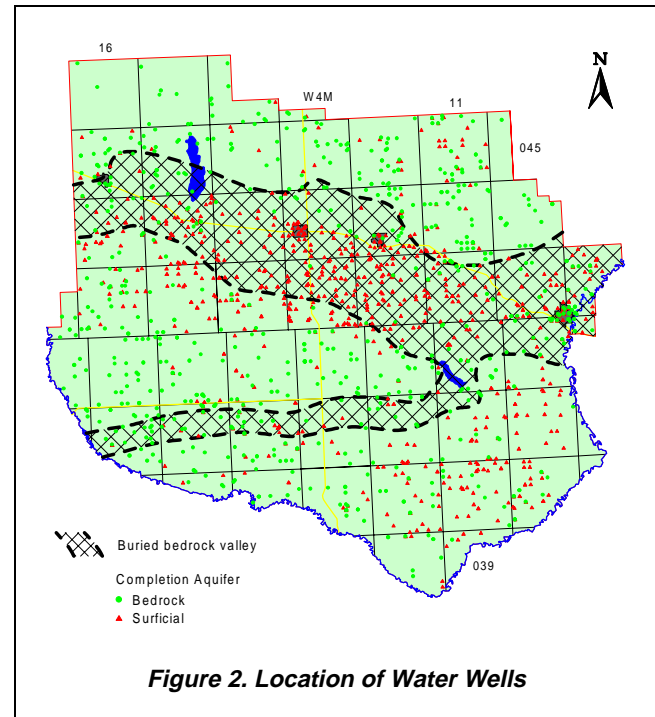 16
N
W4M
11
045
039
Buried bedrock valley
Completion Aquifer
Bedrock
Surficial
Figure 2. Location of Water Wells